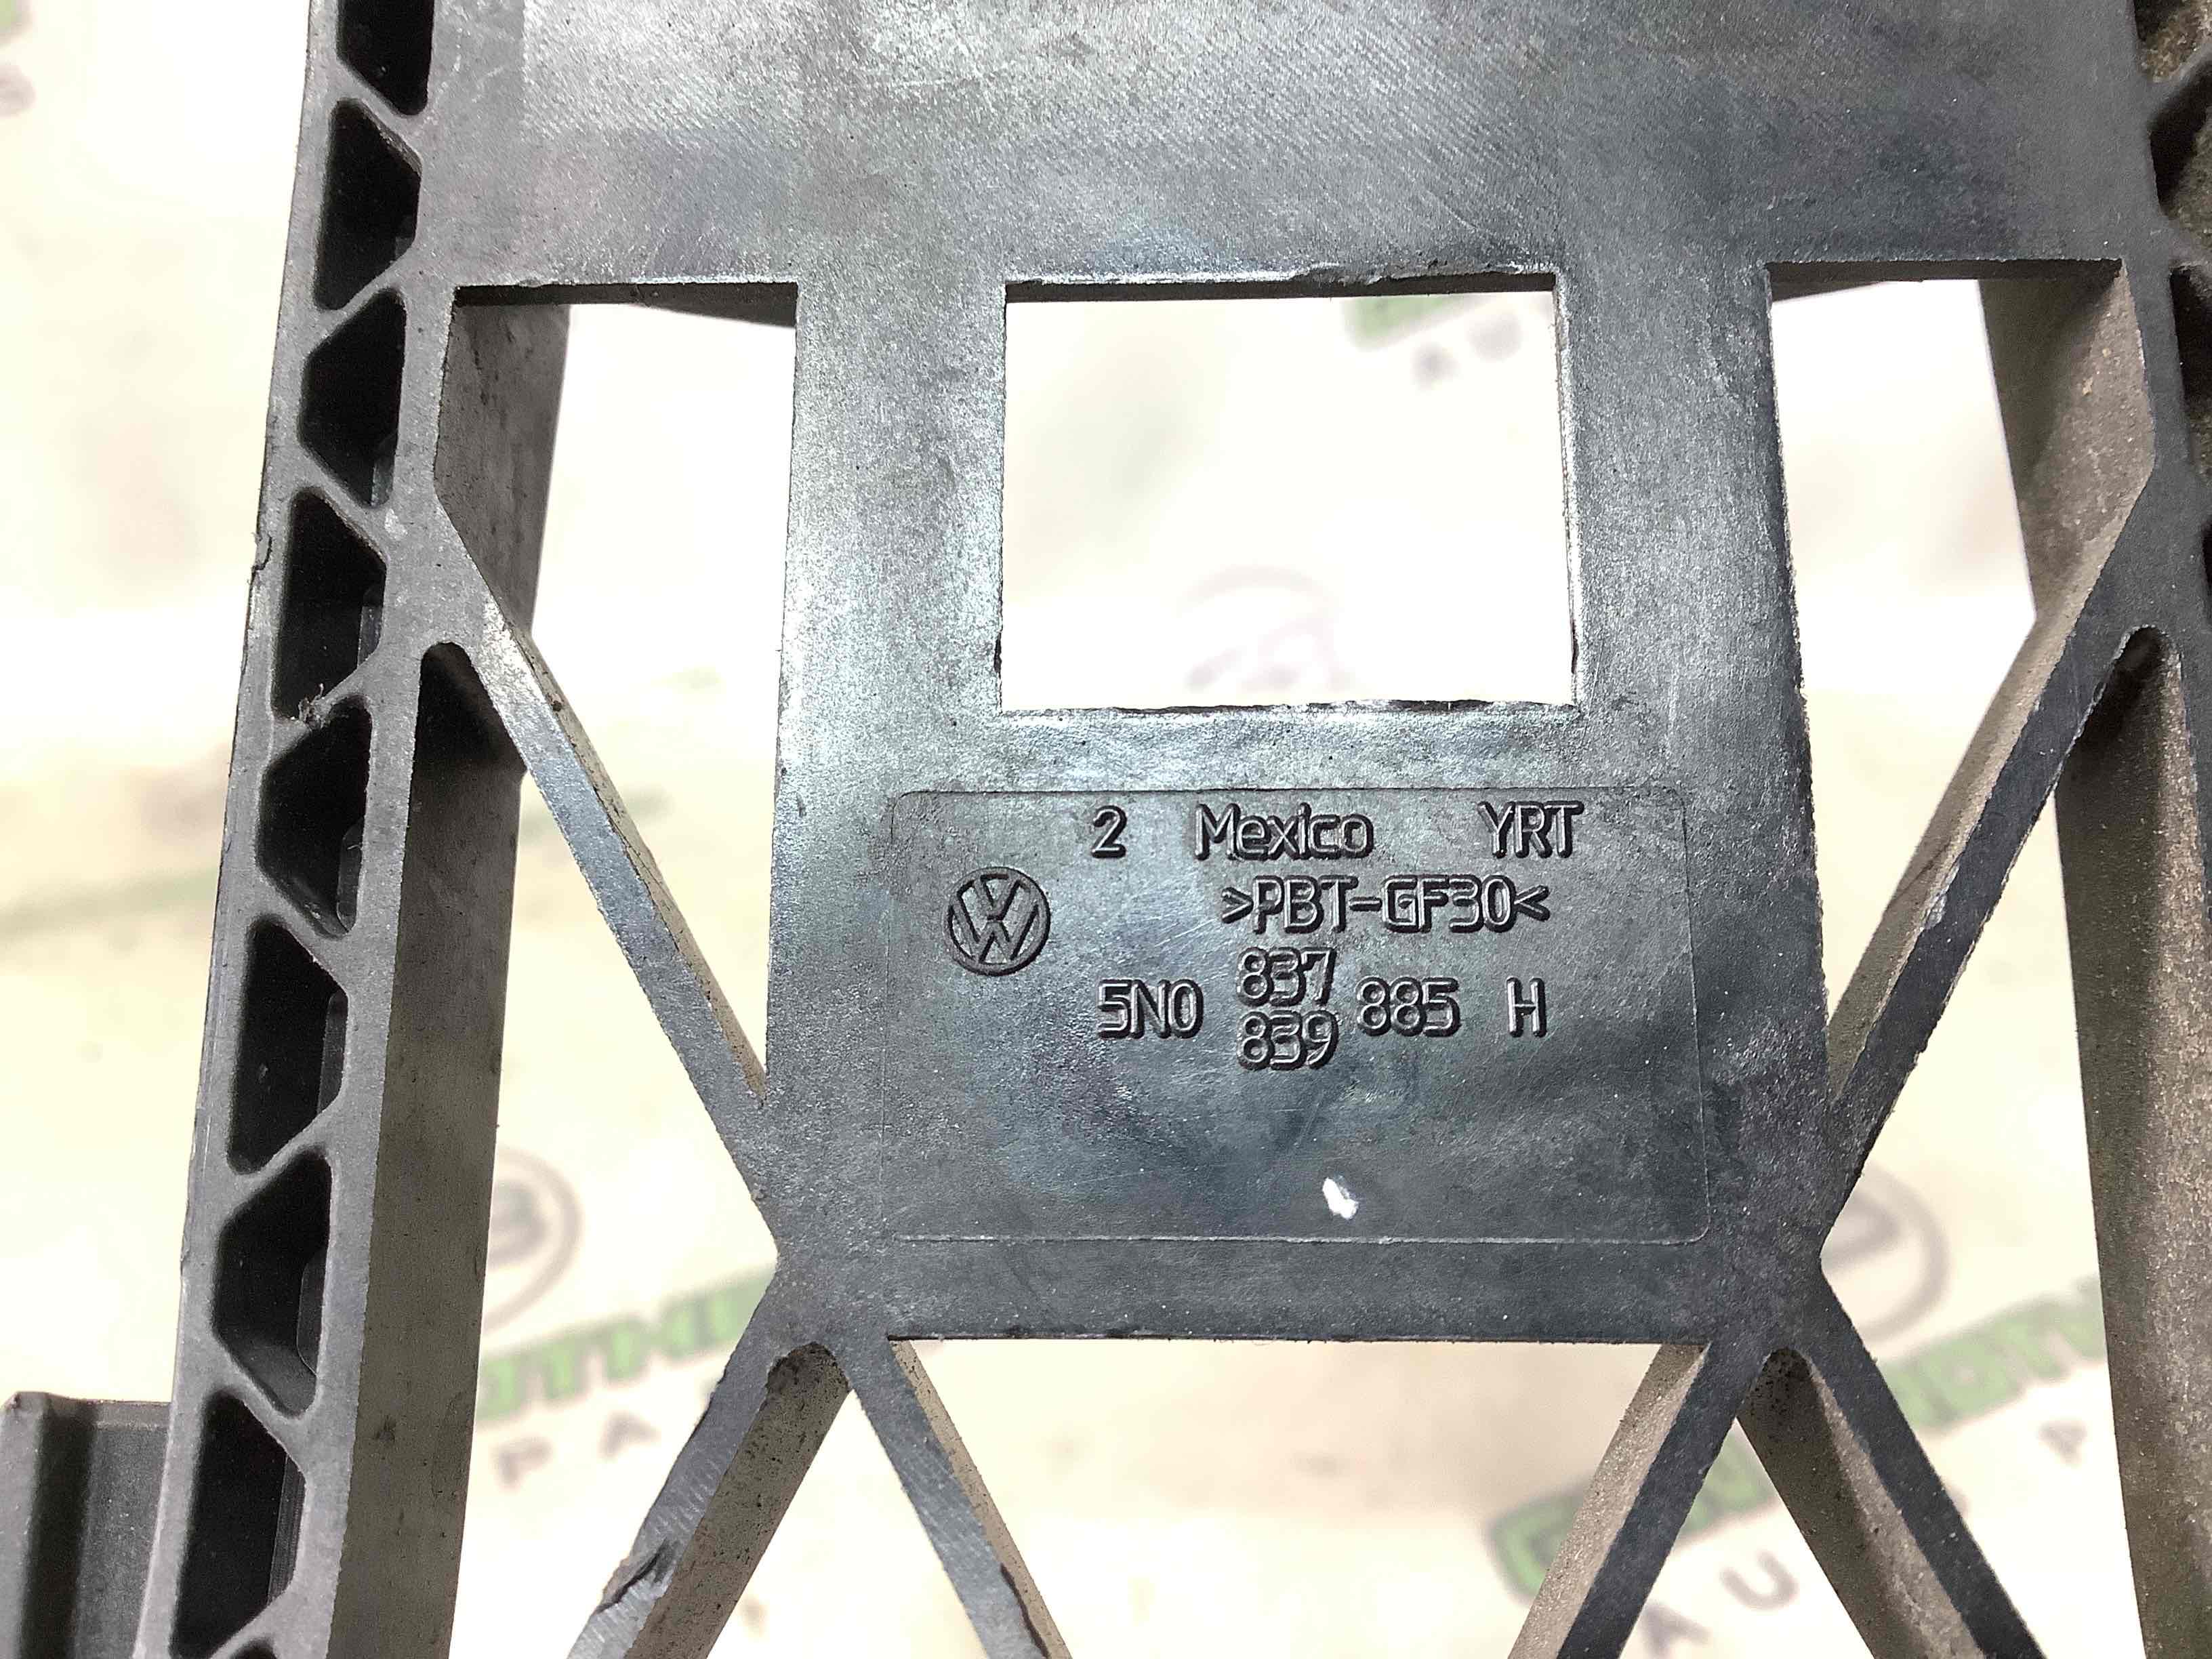 2 Mexico YRT
>PBT-GF30<
837
5N0 885 H
839